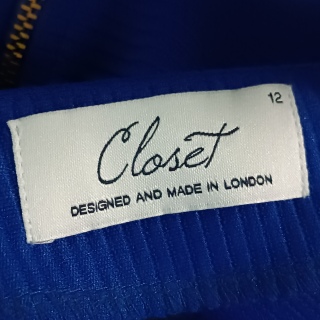 12
Closet
DESIGNED AND MADE IN LONDON